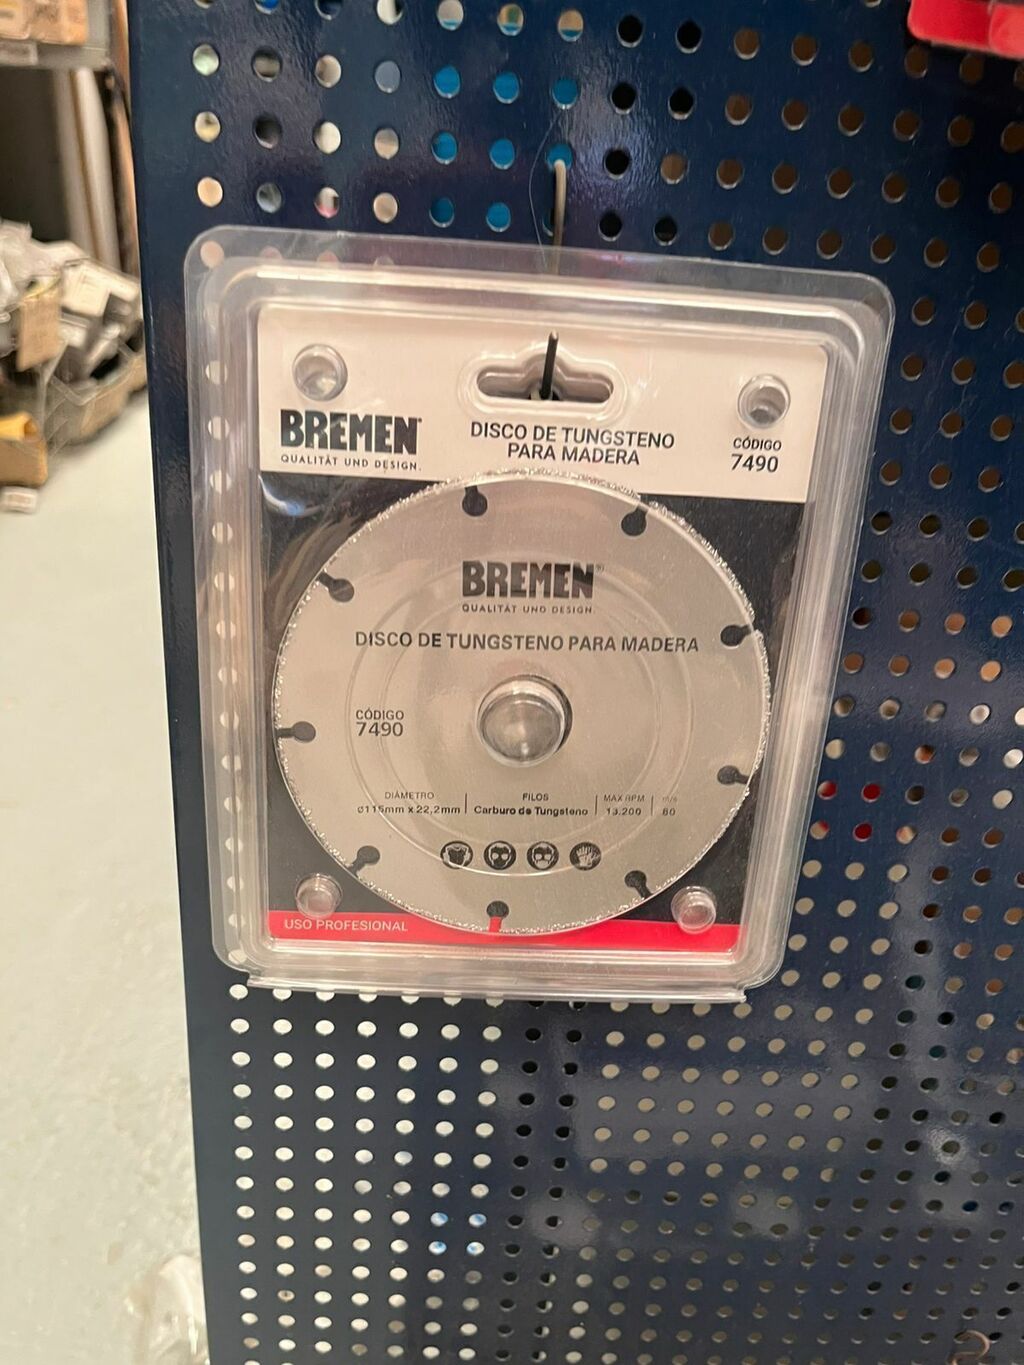 BREMEN®
QUALITÄT UND DESIGN.
DISCO DE TUNGSTENO
PARA MADERA
CÓDIGO
7490
BREMEN®
QUALITÄT UND DESIGN.
DISCO DE TUNGSTENO PARA MADERA
CÓDIGO
7490
DIÁMETRO
Ø115mm x 22,2mm
FILOS
Carburo de Tungsteno
MAX RPM
13.200
m/s
80
USO PROFESIONAL